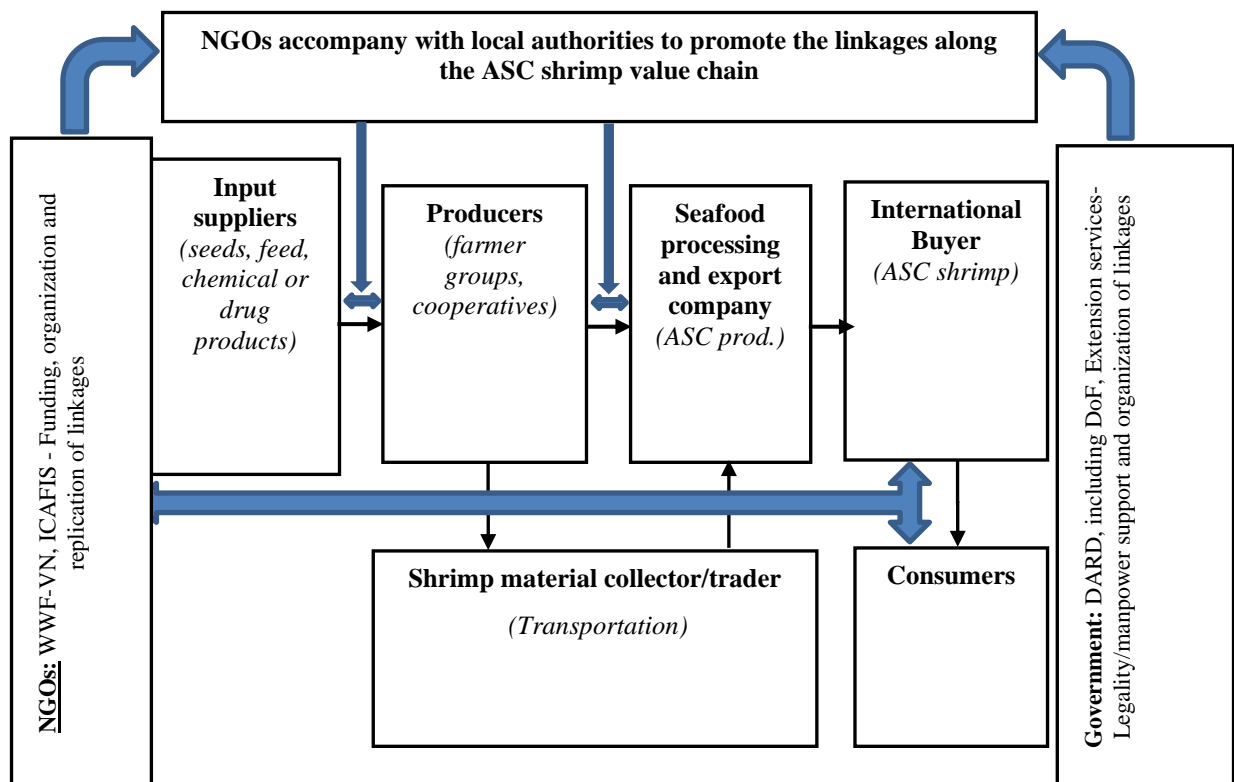 NGOs accompany with local authorities to promote the linkages along
the ASC shrimp value chain
NGOs: WWF-VN, ICAFIS - Funding, organization and
replication of linkages
Input
suppliers
(seeds, feed,
chemical or
drug
products)
Producers
(farmer
groups,
cooperatives)
Seafood
processing
and export
company
(ASC prod.)
International
Buyer
(ASC shrimp)
Shrimp material collector/trader
(Transportation)
Consumers
Government: DARD, including DoF, Extension services-
Legality/manpower support and organization of linkages